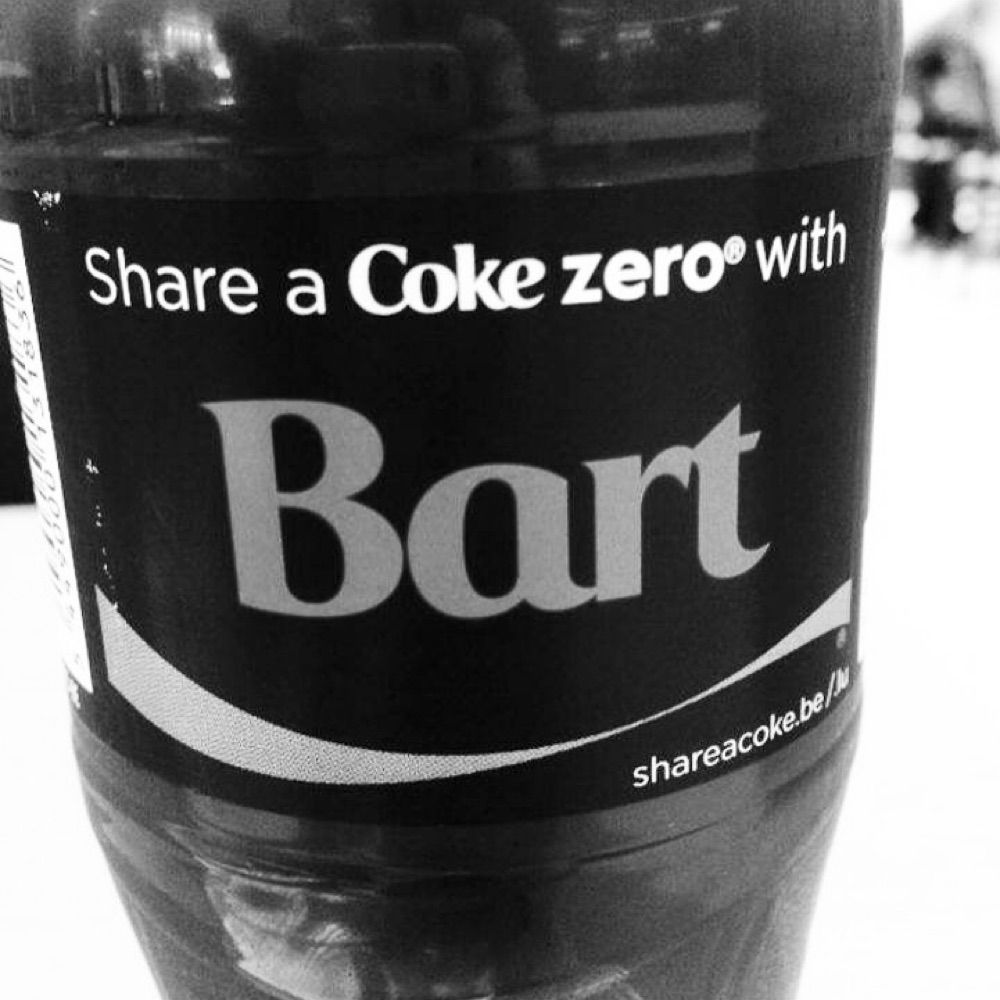 Share a Coke zero® with
Bart
shareacoke.be/.lu